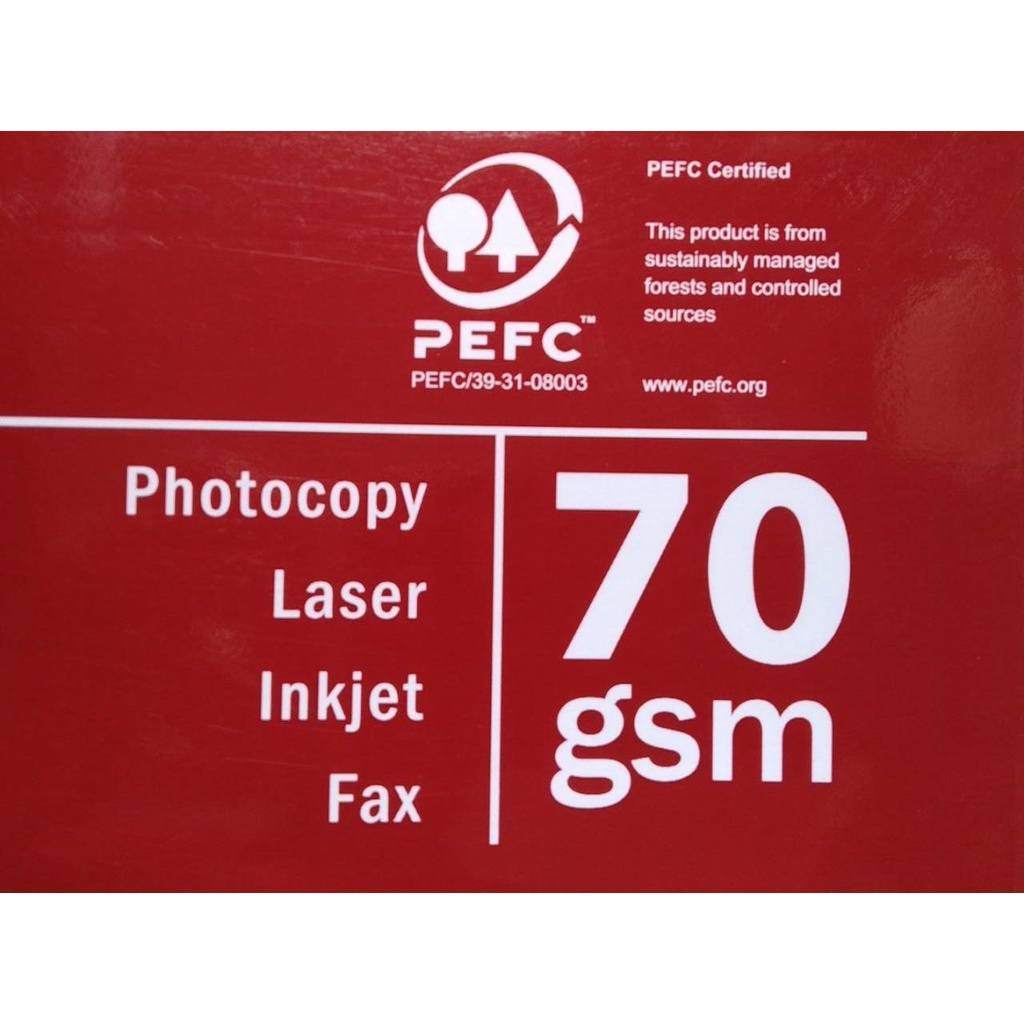 PEFC™
PEFC/39-31-08003
PEFC Certified
This product is from
sustainably managed
forests and controlled
sources
www.pefc.org
Photocopy
Laser
Inkjet
Fax
70
gsm